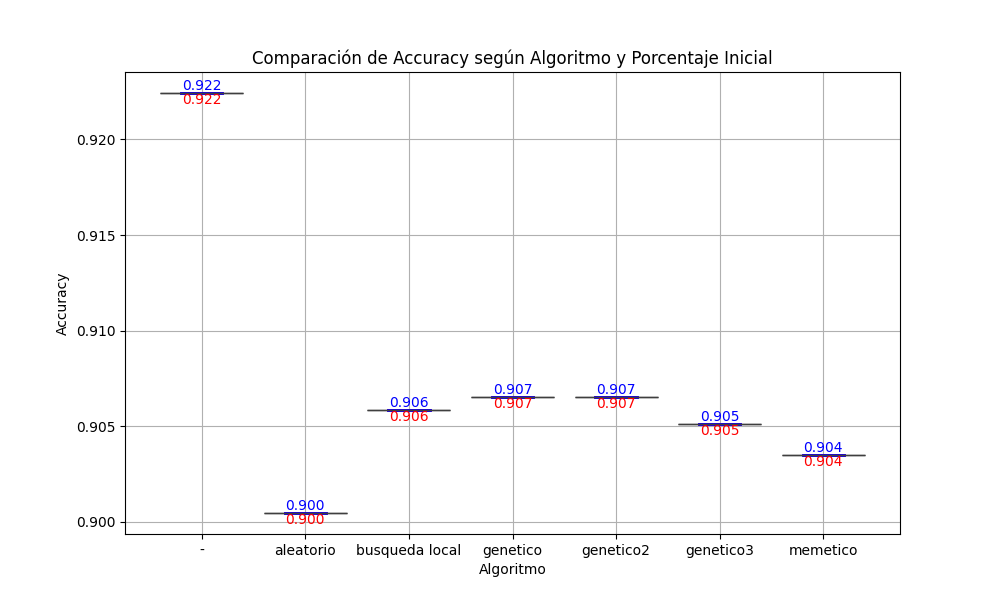 Comparación de Accuracy según Algoritmo y Porcentaje Inicial
0.922
0.922
0.920
0.915
Accuracy
0.910
0.907
0.907
0.907
0.907
0.906
0.906
0.905
0.905
0.905
0.904
0.904
0.900
0.900
0.900
-
aleatorio
busqueda local
genetico
genetico2
genetico3
memetico
Algoritmo